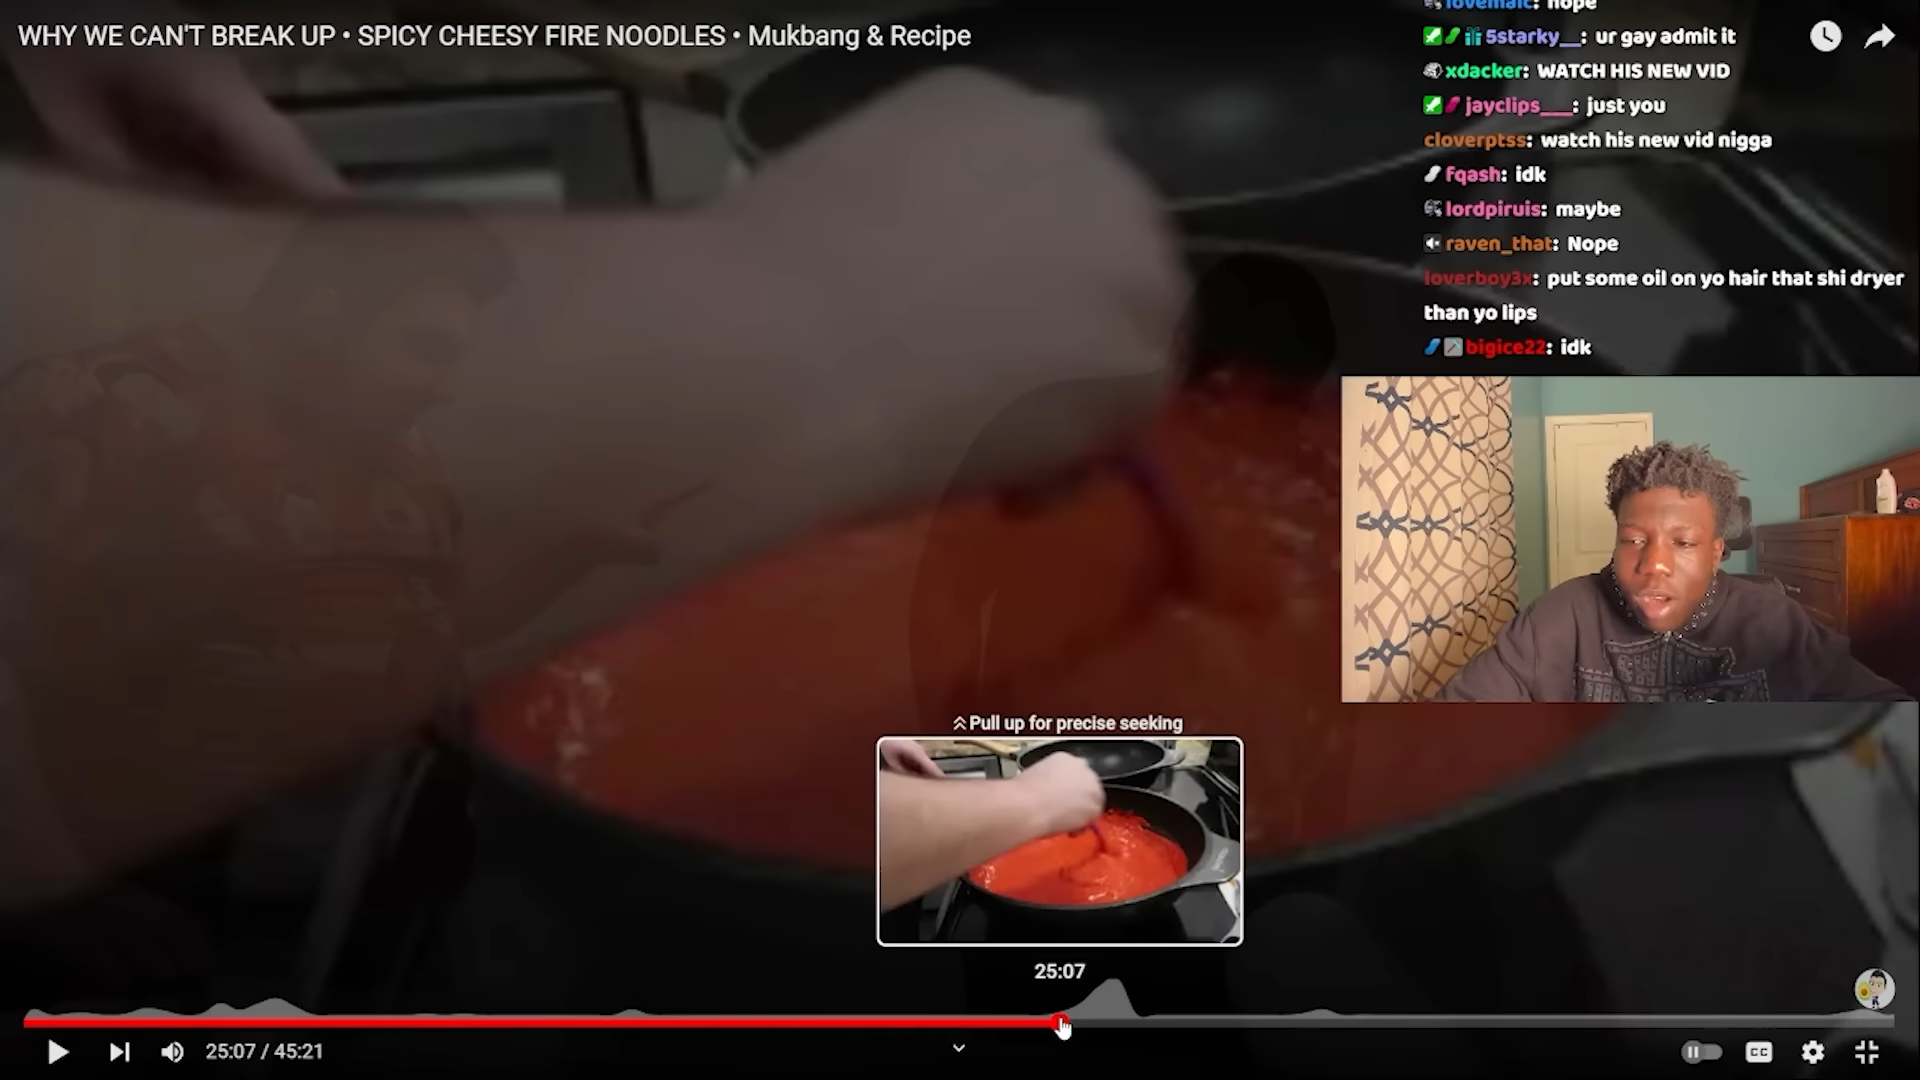 WHY WE CAN'T BREAK UP • SPICY CHEESY FIRE NOODLES • Mukbang & Recipe
lovemalc: nope
5starky__: ur gay admit it
xdacker: WATCH HIS NEW VID
jayclips___: just you
cloverptss: watch his new vid nigga
fqash: idk
lordpiruis: maybe
raven_that: Nope
loverboy3x: put some oil on yo hair that shi dryer
than yo lips
bigice22: idk
Pull up for precise seeking
25:07
25:07 / 45:21
CC